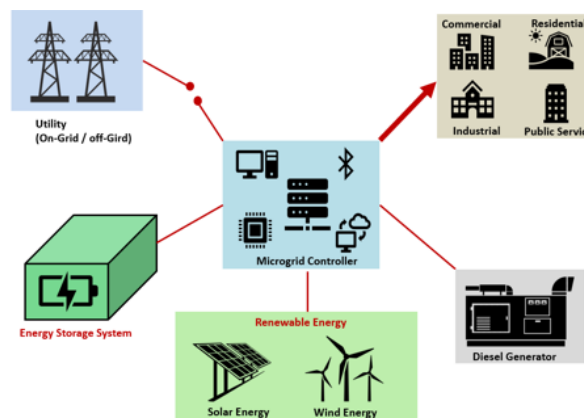 Commercial
Residential
Industrial
Public Servic
Utility
(On-Grid / off-Gird)
Microgrid Controller
Energy Storage System
Renewable Energy
Solar Energy
Wind Energy
Diesel Generator